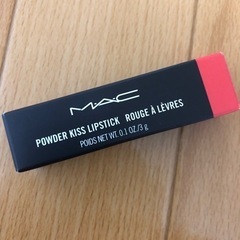 MAC
POWDER KISS LIPSTICK ROUGE À LÈVRES
POIDS NET WT. 0.1 OZ/3 g